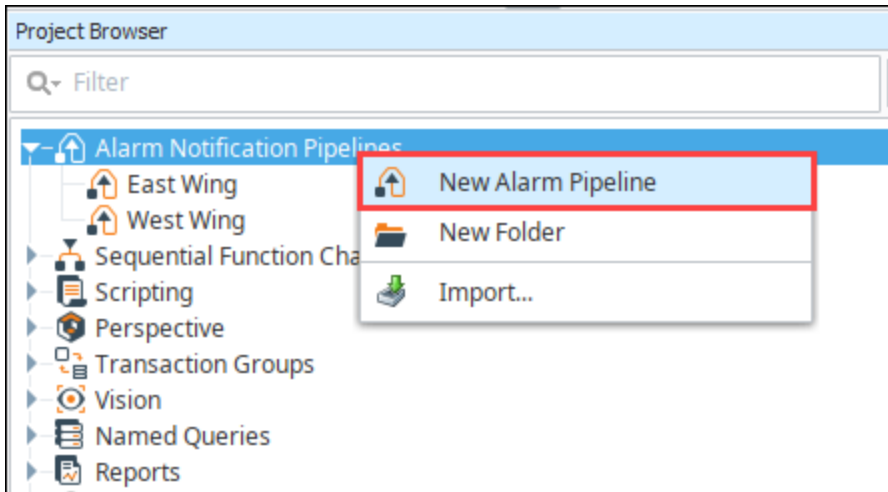 Project Browser
Filter
Alarm Notification Pipelines
New Alarm Pipeline
East Wing
West Wing
New Folder
Sequential Function Cha
Scripting
Import...
Perspective
Transaction Groups
Vision
Named Queries
Reports